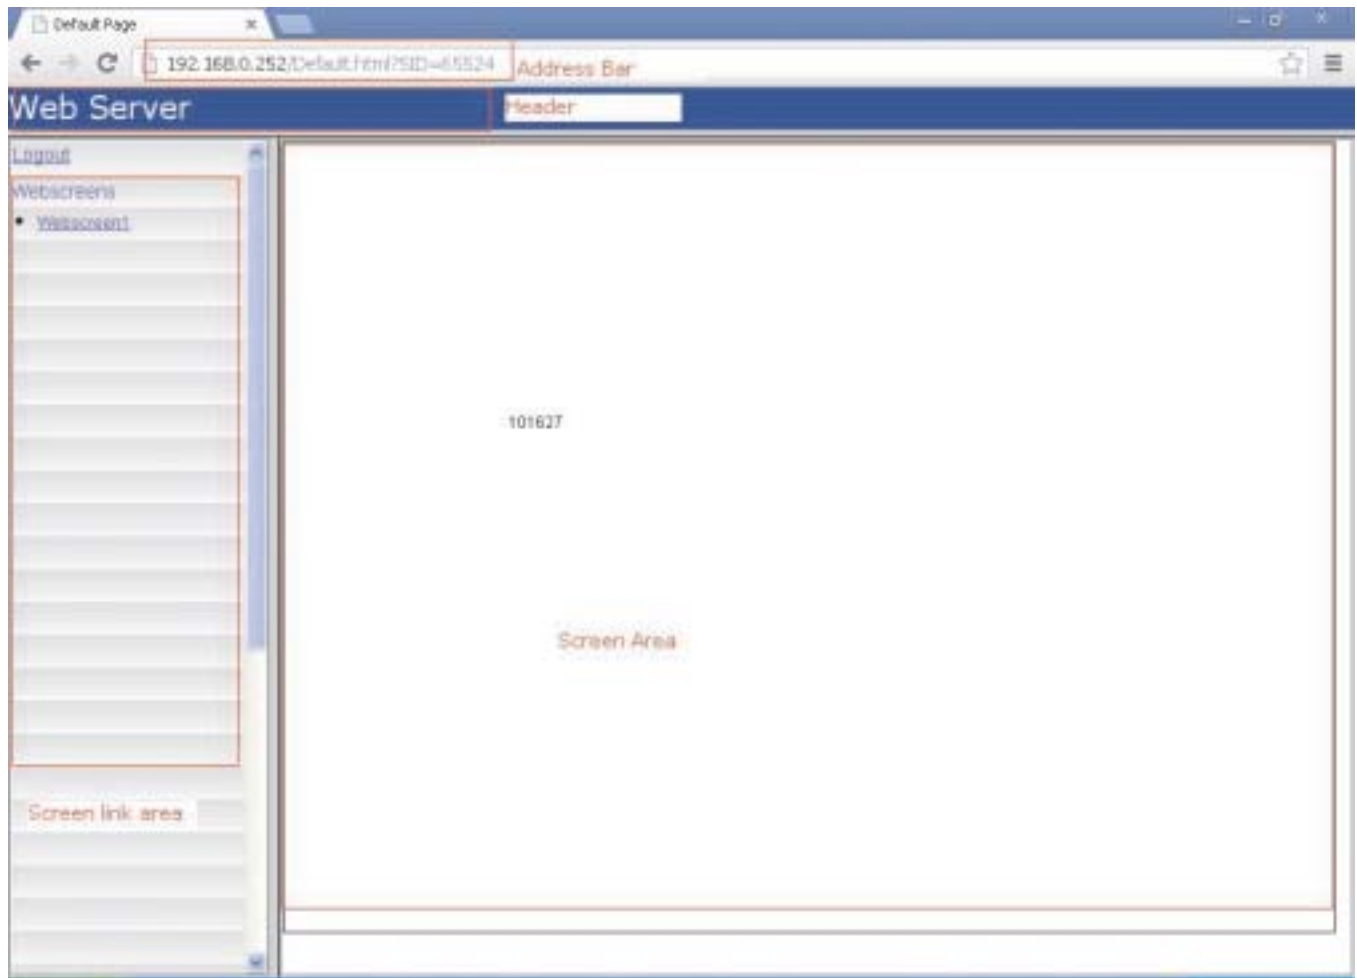 Default Page
192.168.0.252/Default.html?SID=65524
Address Bar
Web Server
Header
Logout
Webscreens
• Webscreen1
101627
Screen Area
Screen link area